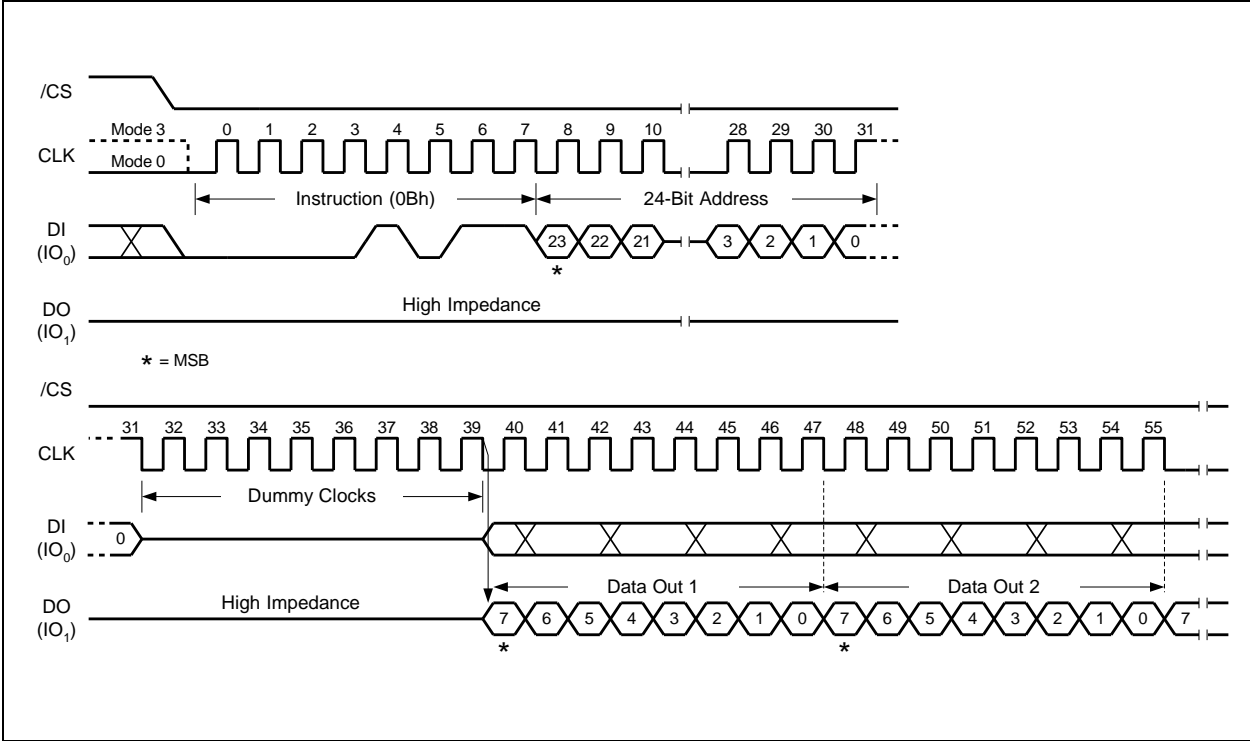 /CS
Mode 3
0 1 2 3 4 5 6 7 8 9 10 28 29 30 31
CLK
Mode 0
Instruction (0Bh)
24-Bit Address
DI
(IO0)
23 22 21 3 2 1 0
*
DO
(IO1)
High Impedance
* = MSB
/CS
31 32 33 34 35 36 37 38 39 40 41 42 43 44 45 46 47 48 49 50 51 52 53 54 55
CLK
Dummy Clocks
DI
(IO0)
0
Data Out 1
Data Out 2
DO
(IO1)
High Impedance
7 6 5 4 3 2 1 0 7 6 5 4 3 2 1 0 7
* *